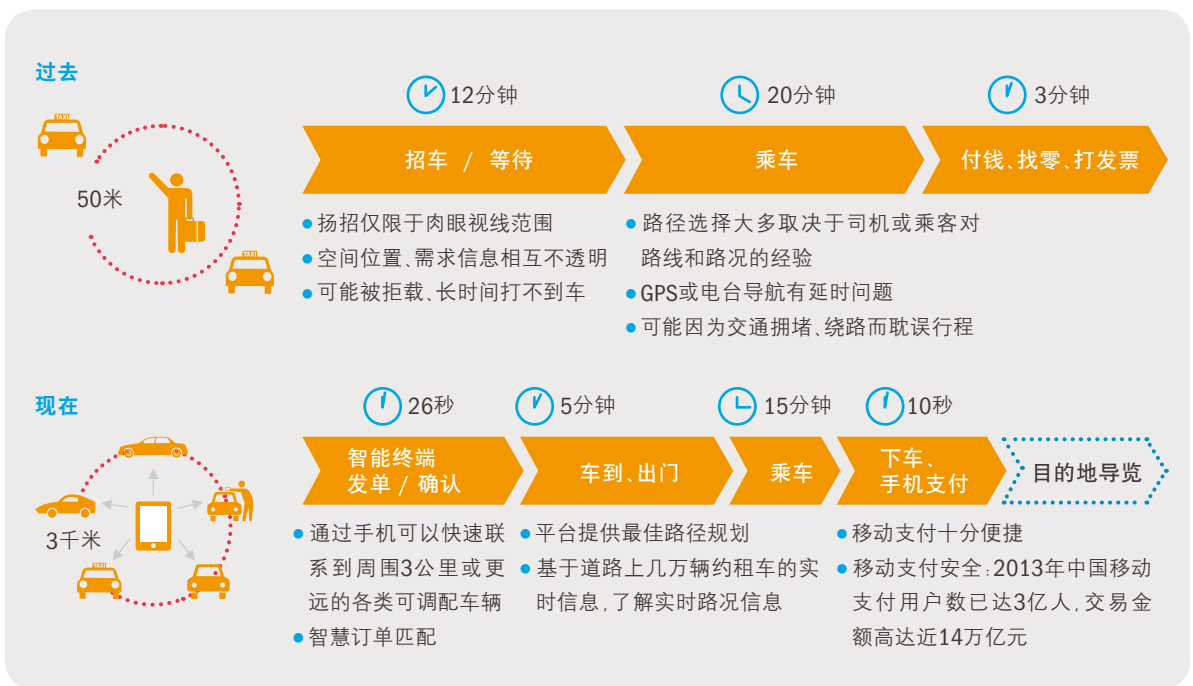 过去
12分钟
20分钟
3分钟
TAXI
50米
TAXI
招车 / 等待
乘车
付钱、找零、打发票
●扬招仅限于肉眼视线范围
●空间位置、需求信息相互不透明
●可能被拒载、长时间打不到车
●路径选择大多取决于司机或乘客对
路线和路况的经验
●GPS或电台导航有延时问题
●可能因为交通拥堵、绕路而耽误行程
现在
26秒
5分钟
15分钟
10秒
3千米
TAXI
智能终端
发单 / 确认
车到、出门
乘车
下车、
手机支付
目的地导览
●通过手机可以快速联
系到周围3公里或更
远的各类可调配车辆
●智慧订单匹配
●平台提供最佳路径规划
●基于道路上几万辆约租车的实
时信息,了解实时路况信息
●移动支付十分便捷
●移动支付安全:2013年中国移动
支付用户数已达3亿人,交易金
额高达近14万亿元